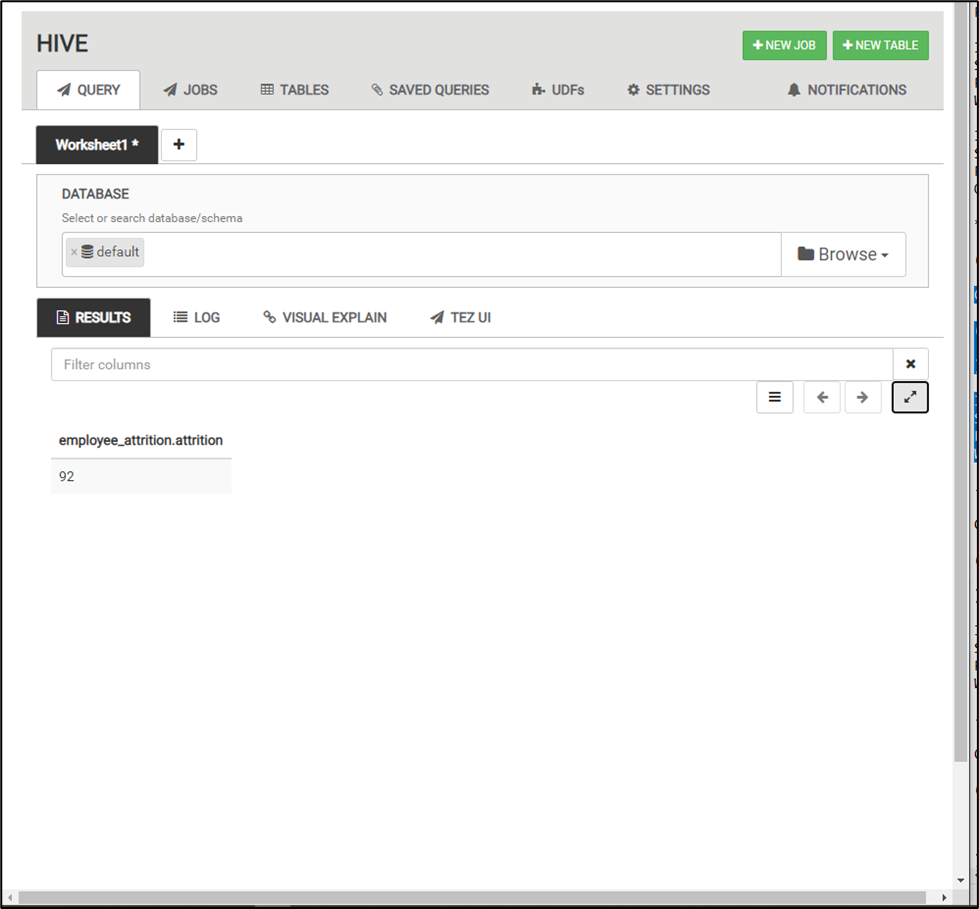 HIVE
NEW JOB
NEW TABLE
QUERY
JOBS
TABLES
SAVED QUERIES
UDFs
SETTINGS
NOTIFICATIONS
Worksheet1 *
DATABASE
Select or search database/schema
× default
Browse
RESULTS
LOG
VISUAL EXPLAIN
TEZ UI
Filter columns
employee_attrition.attrition
92